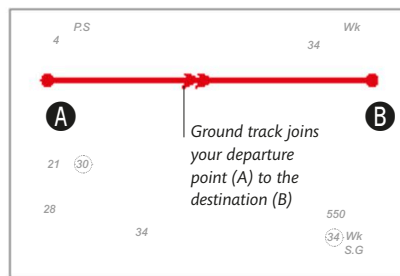 P.S
Wk
4
34
A
B
Ground track joins
your departure
point (A) to the
destination (B)
21
30
28
34
550
34 Wk
S.G